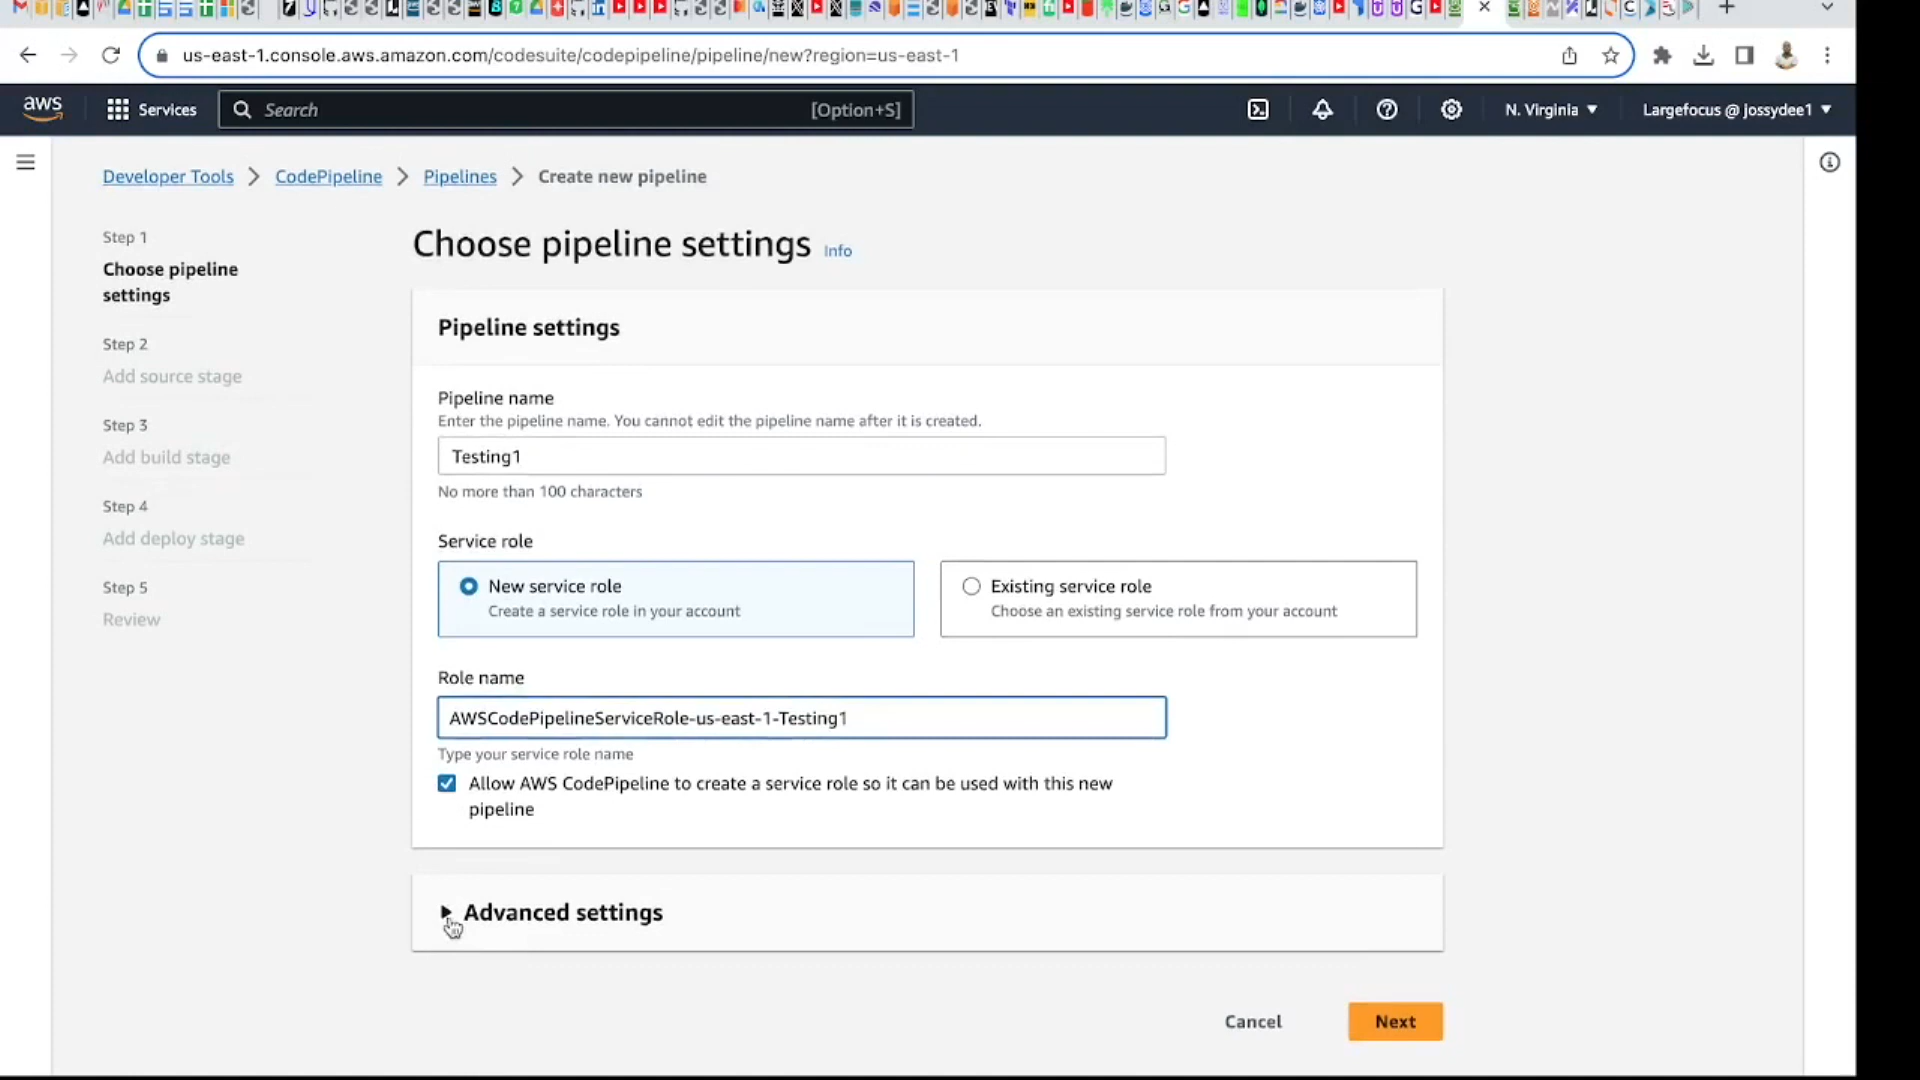 us-east-1.console.aws.amazon.com/codesuite/codepipeline/pipeline/new?region=us-east-1
aws
Services
Search
[Option+S]
N. Virginia
Largefocus @ jossydee1
Developer Tools
CodePipeline
Pipelines
Create new pipeline
Step 1
Choose pipeline
settings
Step 2
Add source stage
Step 3
Add build stage
Step 4
Add deploy stage
Step 5
Review
Choose pipeline settings
Info
Pipeline settings
Pipeline name
Enter the pipeline name. You cannot edit the pipeline name after it is created.
Testing1
No more than 100 characters
Service role
New service role
Create a service role in your account
Existing service role
Choose an existing service role from your account
Role name
AWSCodePipelineServiceRole-us-east-1-Testing1
Type your service role name
Allow AWS CodePipeline to create a service role so it can be used with this new
pipeline
Advanced settings
Cancel
Next